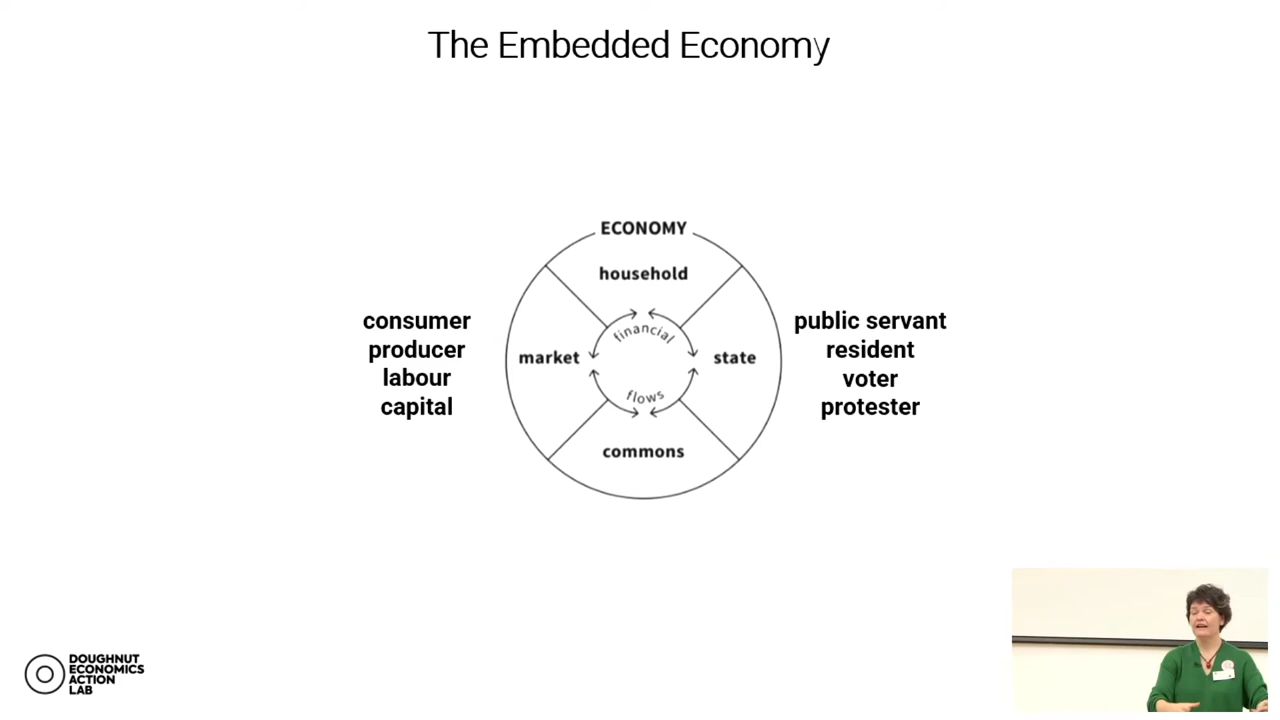 The Embedded Economy
ECONOMY
household
consumer
producer
labour
capital
market
financial
flows
state
public servant
resident
voter
protester
commons
DOUGHNUT
ECONOMICS
ACTION
LAB